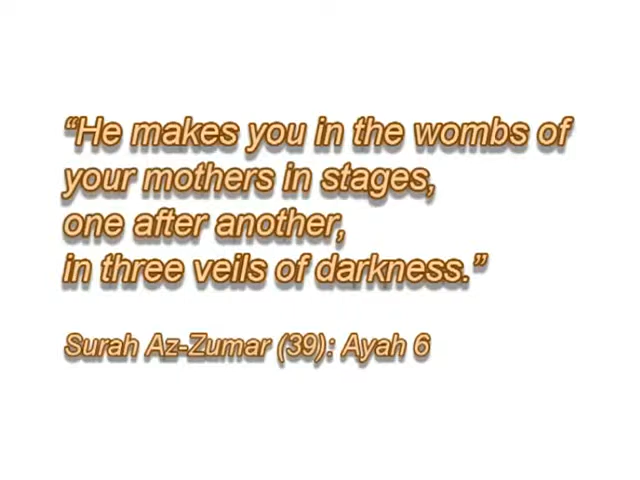 “He makes you in the wombs of
your mothers in stages,
one after another,
in three veils of darkness.”
Surah Az-Zumar (39): Ayah 6